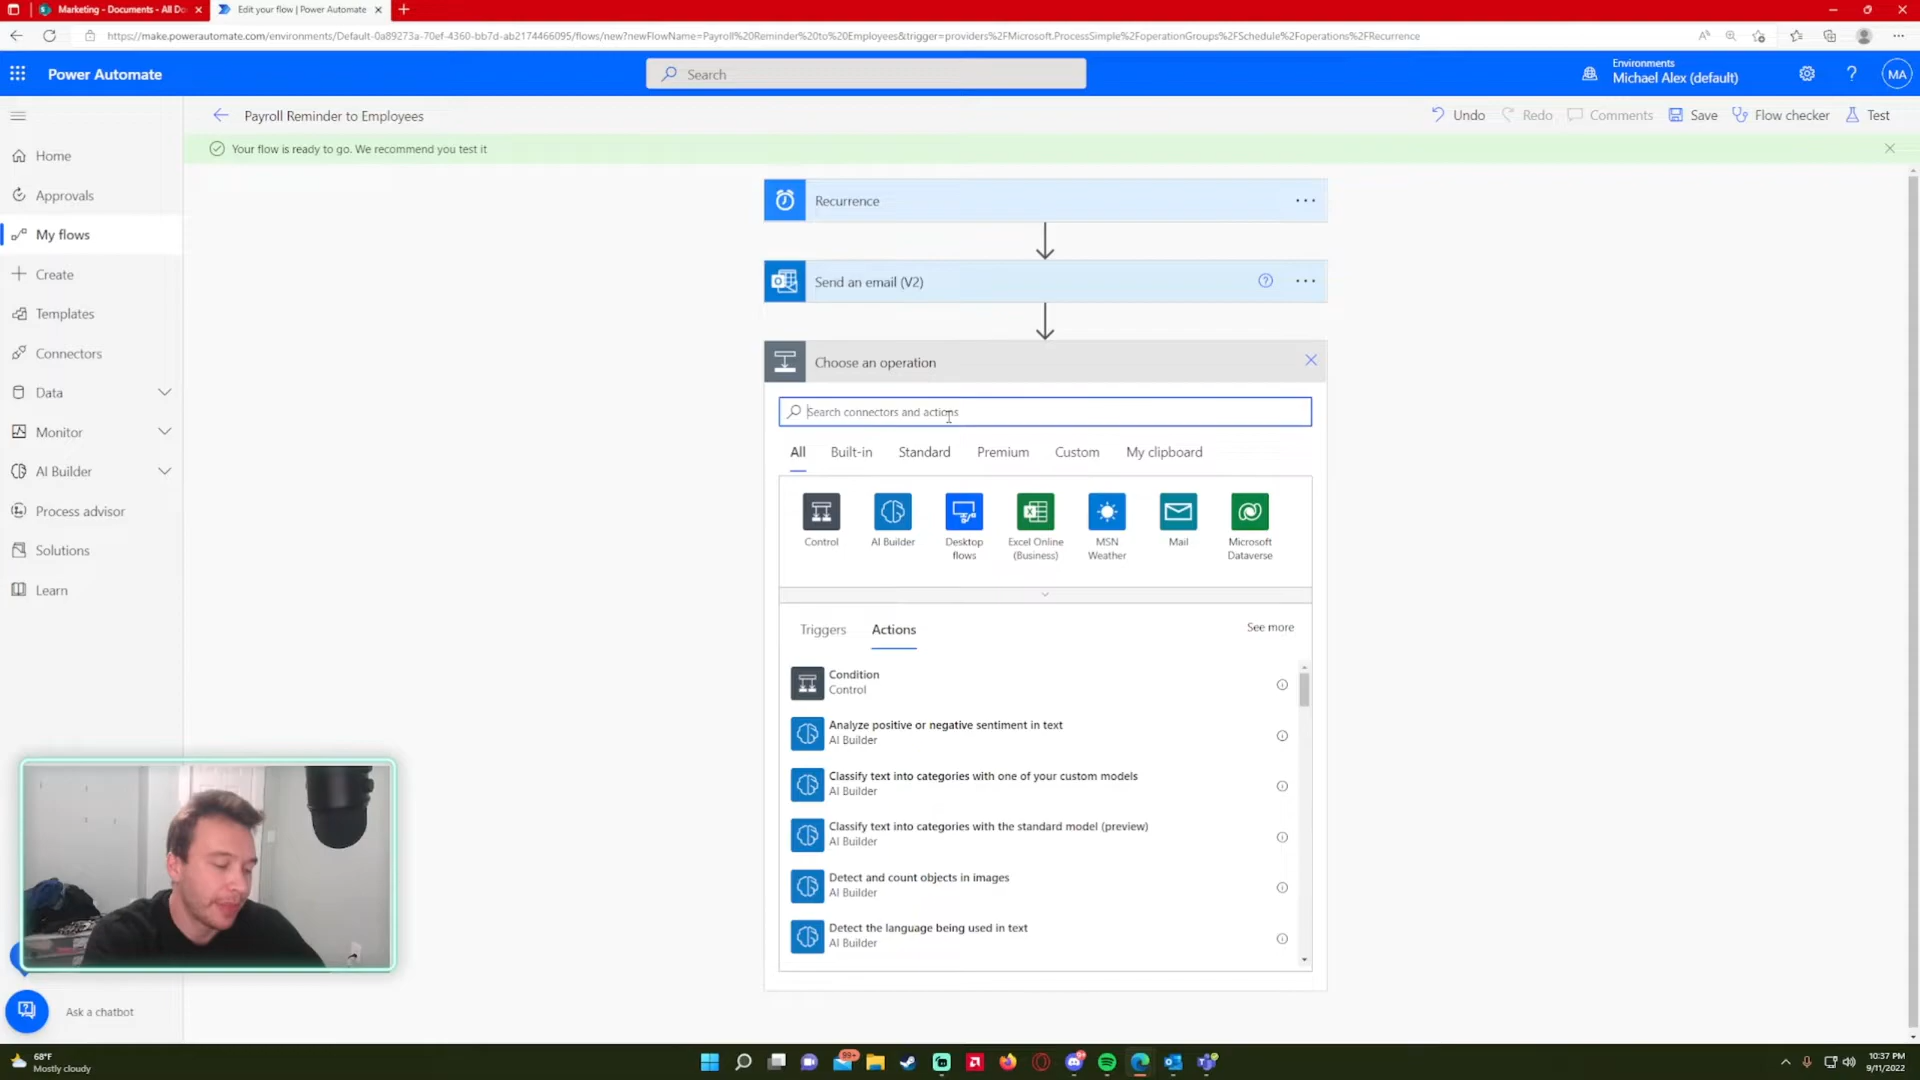 Marketing - Documents - All Do
Edit your flow | Power Automate
https://make.powerautomate.com/environments/Default-0a89273a-70ef-4360-bb7d-ab2174466095/flows/new?newFlowName=Payroll%20Reminder%20to%20Employees&trigger=providers%2FMicrosoft.ProcessSimple%2FoperationGroups%2FSchedule%2Foperations%2FRecurrence
Power Automate
Search
Environments
Michael Alex (default)
MA
Payroll Reminder to Employees
Undo
Redo
Comments
Save
Flow checker
Test
Your flow is ready to go. We recommend you test it
Home
Approvals
My flows
Create
Templates
Connectors
Data
Monitor
AI Builder
Process advisor
Solutions
Learn
Ask a chatbot
Recurrence
Send an email (V2)
Choose an operation
Search connectors and actions
All
Built-in
Standard
Premium
Custom
My clipboard
Control
AI Builder
Desktop flows
Excel Online (Business)
MSN Weather
Mail
Microsoft Dataverse
Triggers
Actions
See more
Condition
Control
Analyze positive or negative sentiment in text
AI Builder
Classify text into categories with one of your custom models
AI Builder
Classify text into categories with the standard model (preview)
AI Builder
Detect and count objects in images
AI Builder
Detect the language being used in text
AI Builder
68°F
Mostly cloudy
99+
10:37 PM
9/11/2022